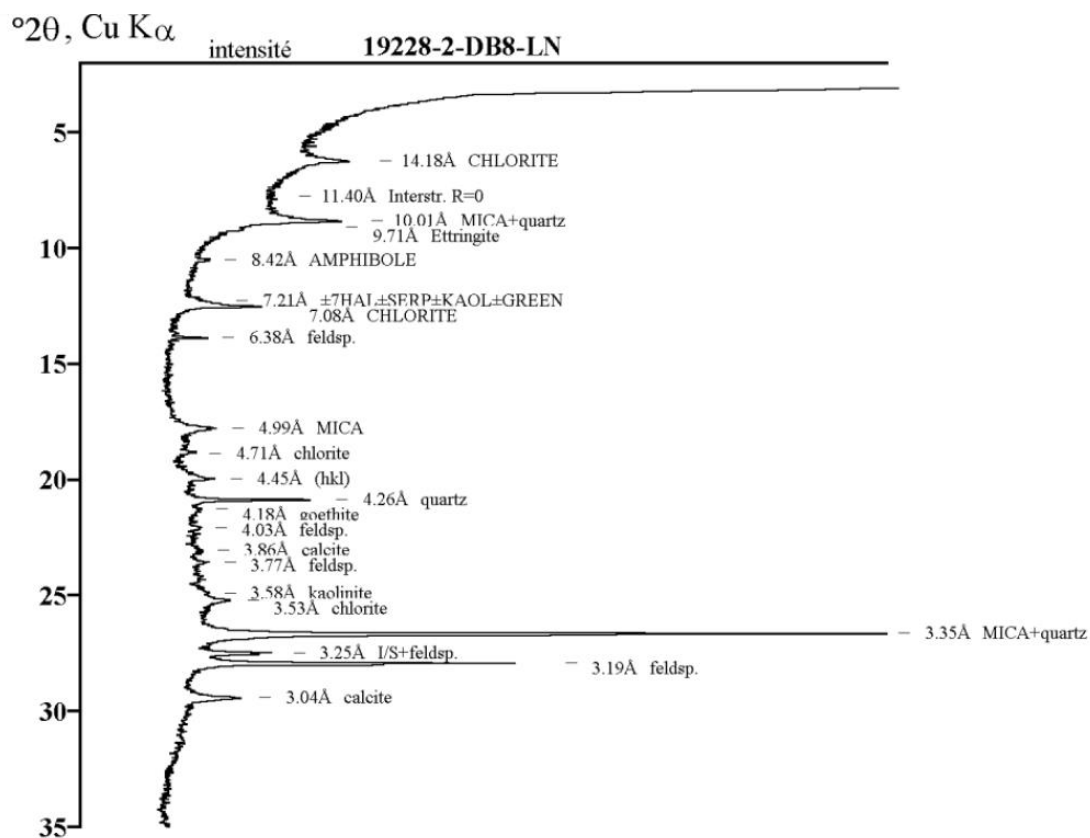 °2θ, Cu Kα
intensité 19228-2-DB8-LN
5
14.18Å CHLORITE
11.40Å Interstr. R=0
10.01Å MICA+quartz
9.71Å Ettringite
10
8.42Å AMPHIBOLE
7.21Å ±7HAL±SERP±KAOL±GREEN
7.08Å CHLORITE
6.38Å feldsp.
15
4.99Å MICA
4.71Å chlorite
4.45Å (hkl)
20
4.26Å quartz
4.18Å goethite
4.03Å feldsp.
3.86Å calcite
3.77Å feldsp.
3.58Å kaolinite
25
3.53Å chlorite
3.35Å MICA+quartz
3.25Å I/S+feldsp.
3.19Å feldsp.
3.04Å calcite
30
35